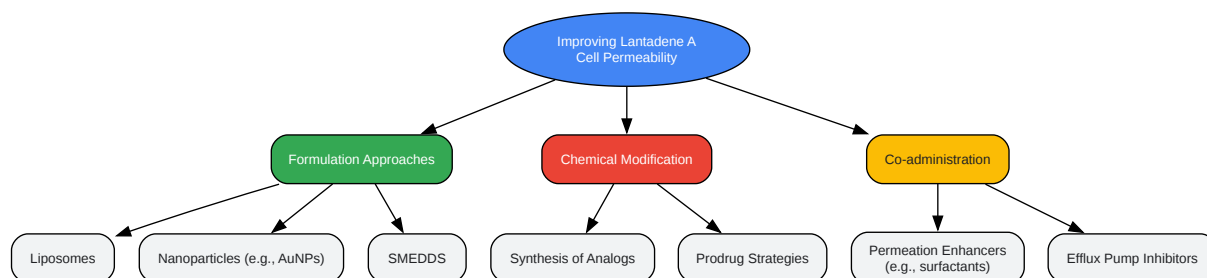 Improving Lantadene A
Cell Permeability
Formulation Approaches
Chemical Modification
Co-administration
Liposomes
Nanoparticles (e.g., AuNPs)
SMEDDS
Synthesis of Analogs
Prodrug Strategies
Permeation Enhancers
(e.g., surfactants)
Efflux Pump Inhibitors